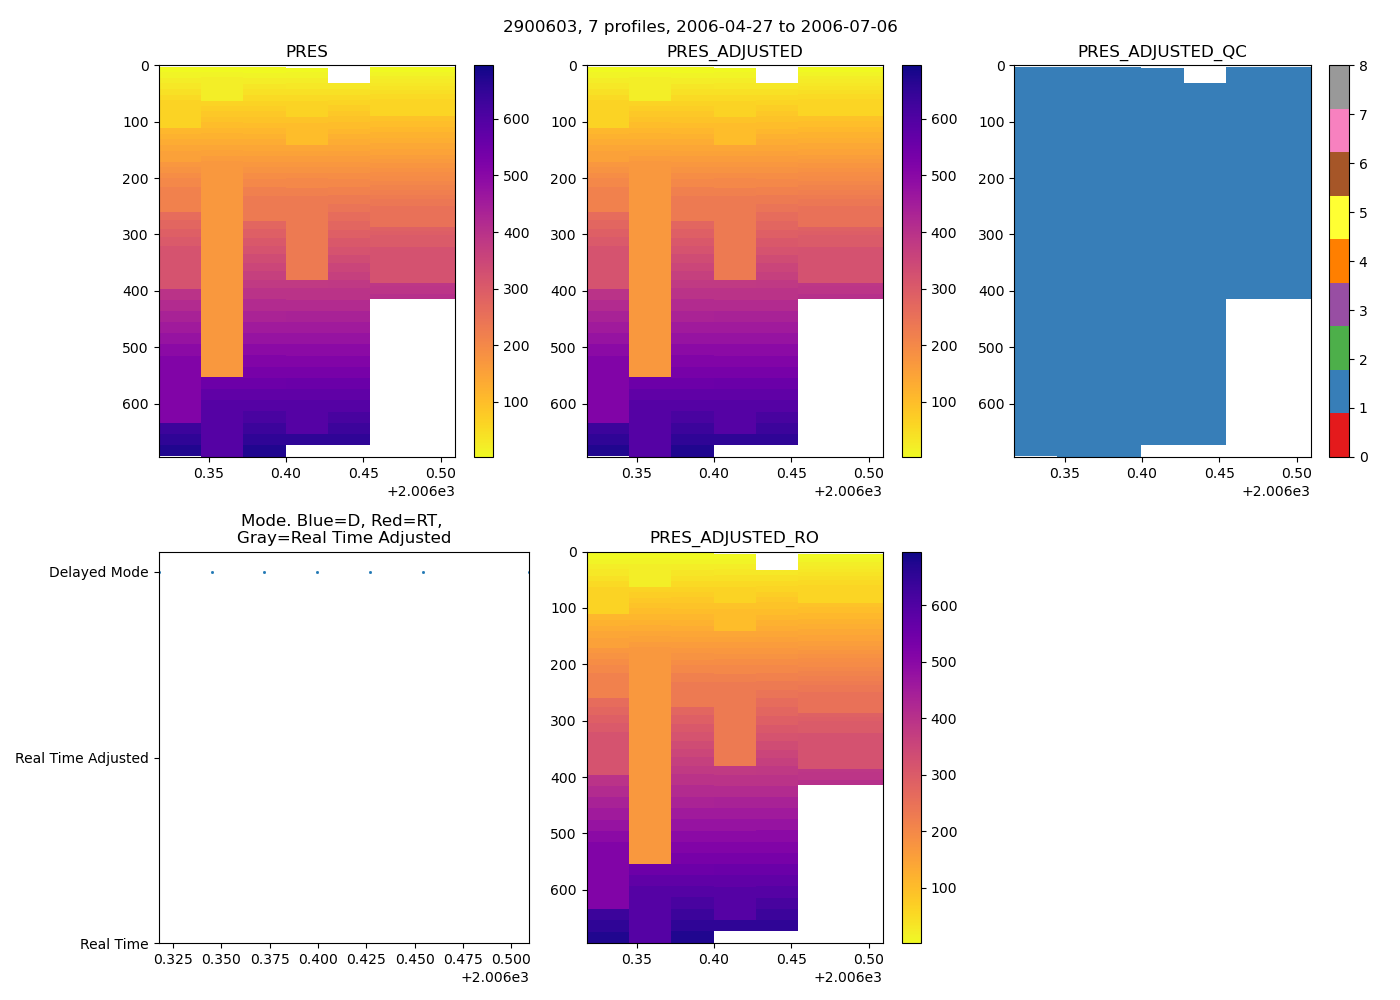 2900603, 7 profiles, 2006-04-27 to 2006-07-06
PRES
0
100
200
300
400
500
600
0.35 0.40 0.45 0.50
+2.006e3
600
500
400
300
200
100
PRES_ADJUSTED
0
100
200
300
400
500
600
0.35 0.40 0.45 0.50
+2.006e3
600
500
400
300
200
100
PRES_ADJUSTED_QC
0
100
200
300
400
500
600
0.35 0.40 0.45 0.50
+2.006e3
8
7
6
5
4
3
2
1
0
Mode. Blue=D, Red=RT,
Gray=Real Time Adjusted
Delayed Mode
Real Time Adjusted
Real Time
0.325 0.350 0.375 0.400 0.425 0.450 0.475 0.500
+2.006e3
PRES_ADJUSTED_RO
0
100
200
300
400
500
600
0.35 0.40 0.45 0.50
+2.006e3
600
500
400
300
200
100